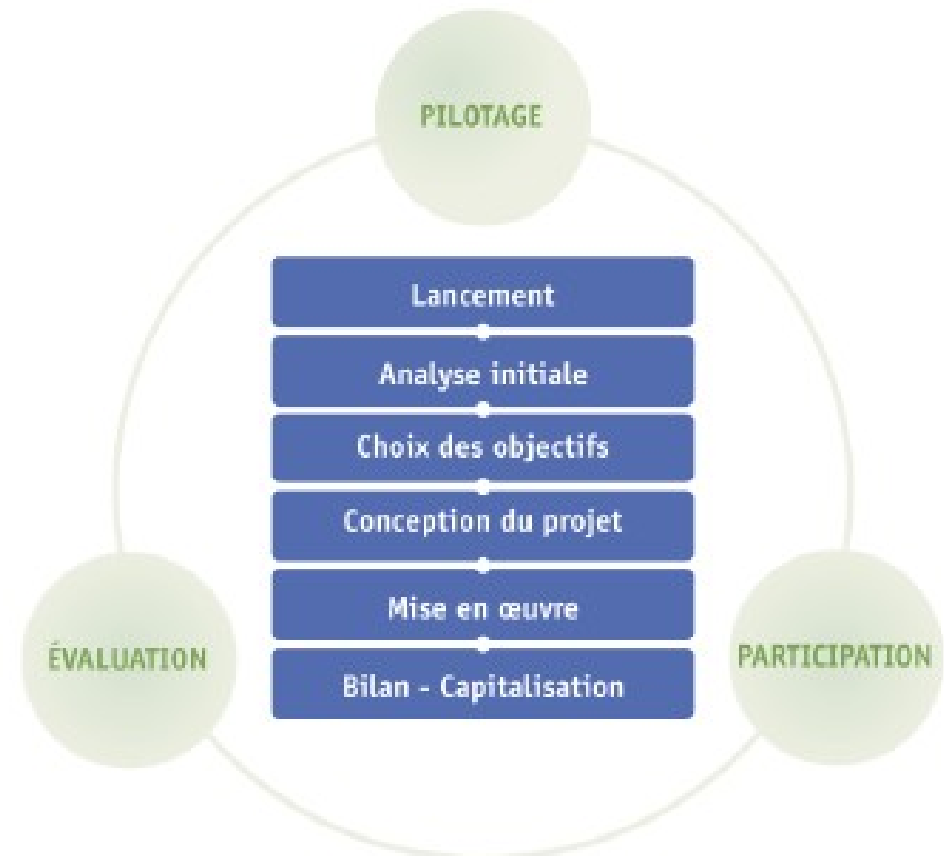 PILOTAGE
Lancement
Analyse initiale
Choix des objectifs
Conception du projet
Mise en œuvre
ÉVALUATION
PARTICIPATION
Bilan - Capitalisation